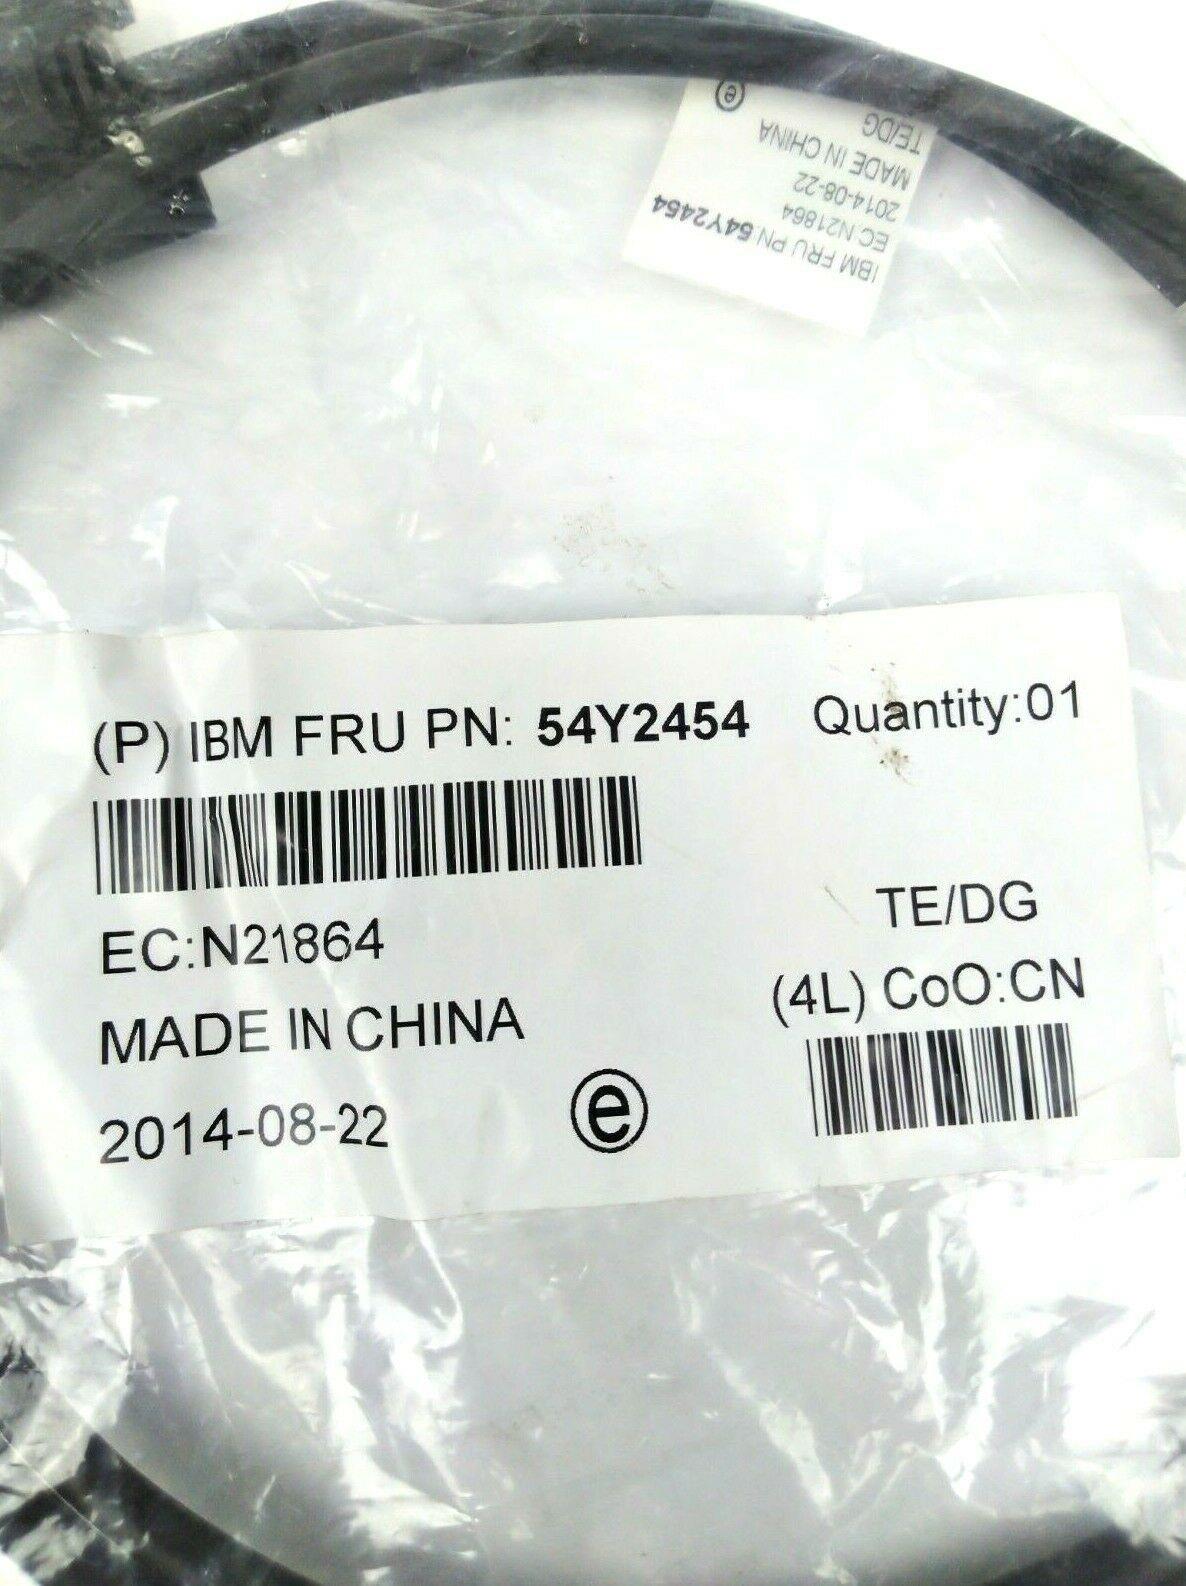 ⓔ
TE/DG
MADE IN CHINA
2014-08-22
EC N21864
IBM FRU PN 54Y2454
(P) IBM FRU PN: 54Y2454 Quantity:01
EC:N21864 TE/DG
MADE IN CHINA (4L) CoO:CN
2014-08-22 ⓔ